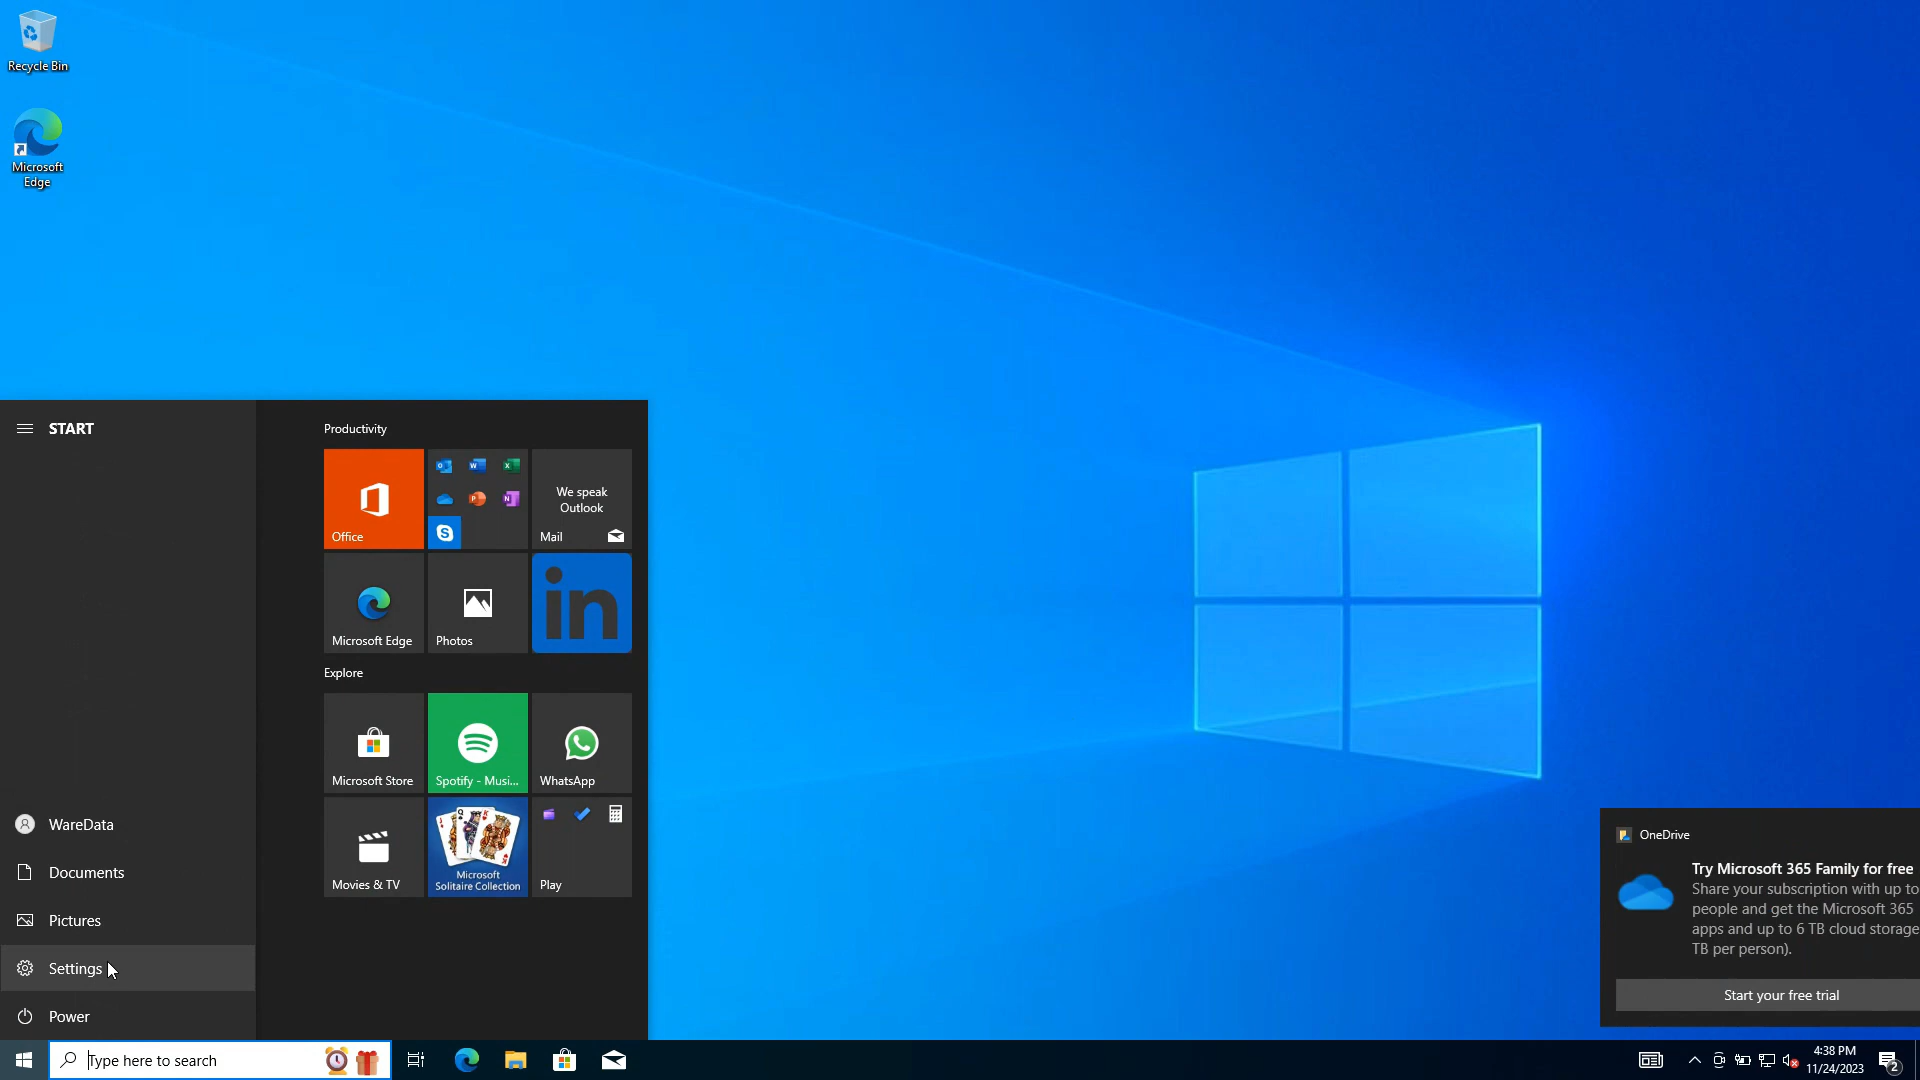 Recycle Bin
Microsoft
Edge
START
WareData
Documents
Pictures
Settings
Power
Productivity
Office
We speak
Outlook
Mail
Microsoft Edge
Photos
in
Explore
Microsoft Store
Spotify - Musi...
WhatsApp
Movies & TV
Microsoft
Solitaire Collection
Play
OneDrive
Try Microsoft 365 Family for free
Share your subscription with up to
people and get the Microsoft 365
apps and up to 6 TB cloud storage
TB per person).
Start your free trial
Type here to search
4:38 PM
11/24/2023
2